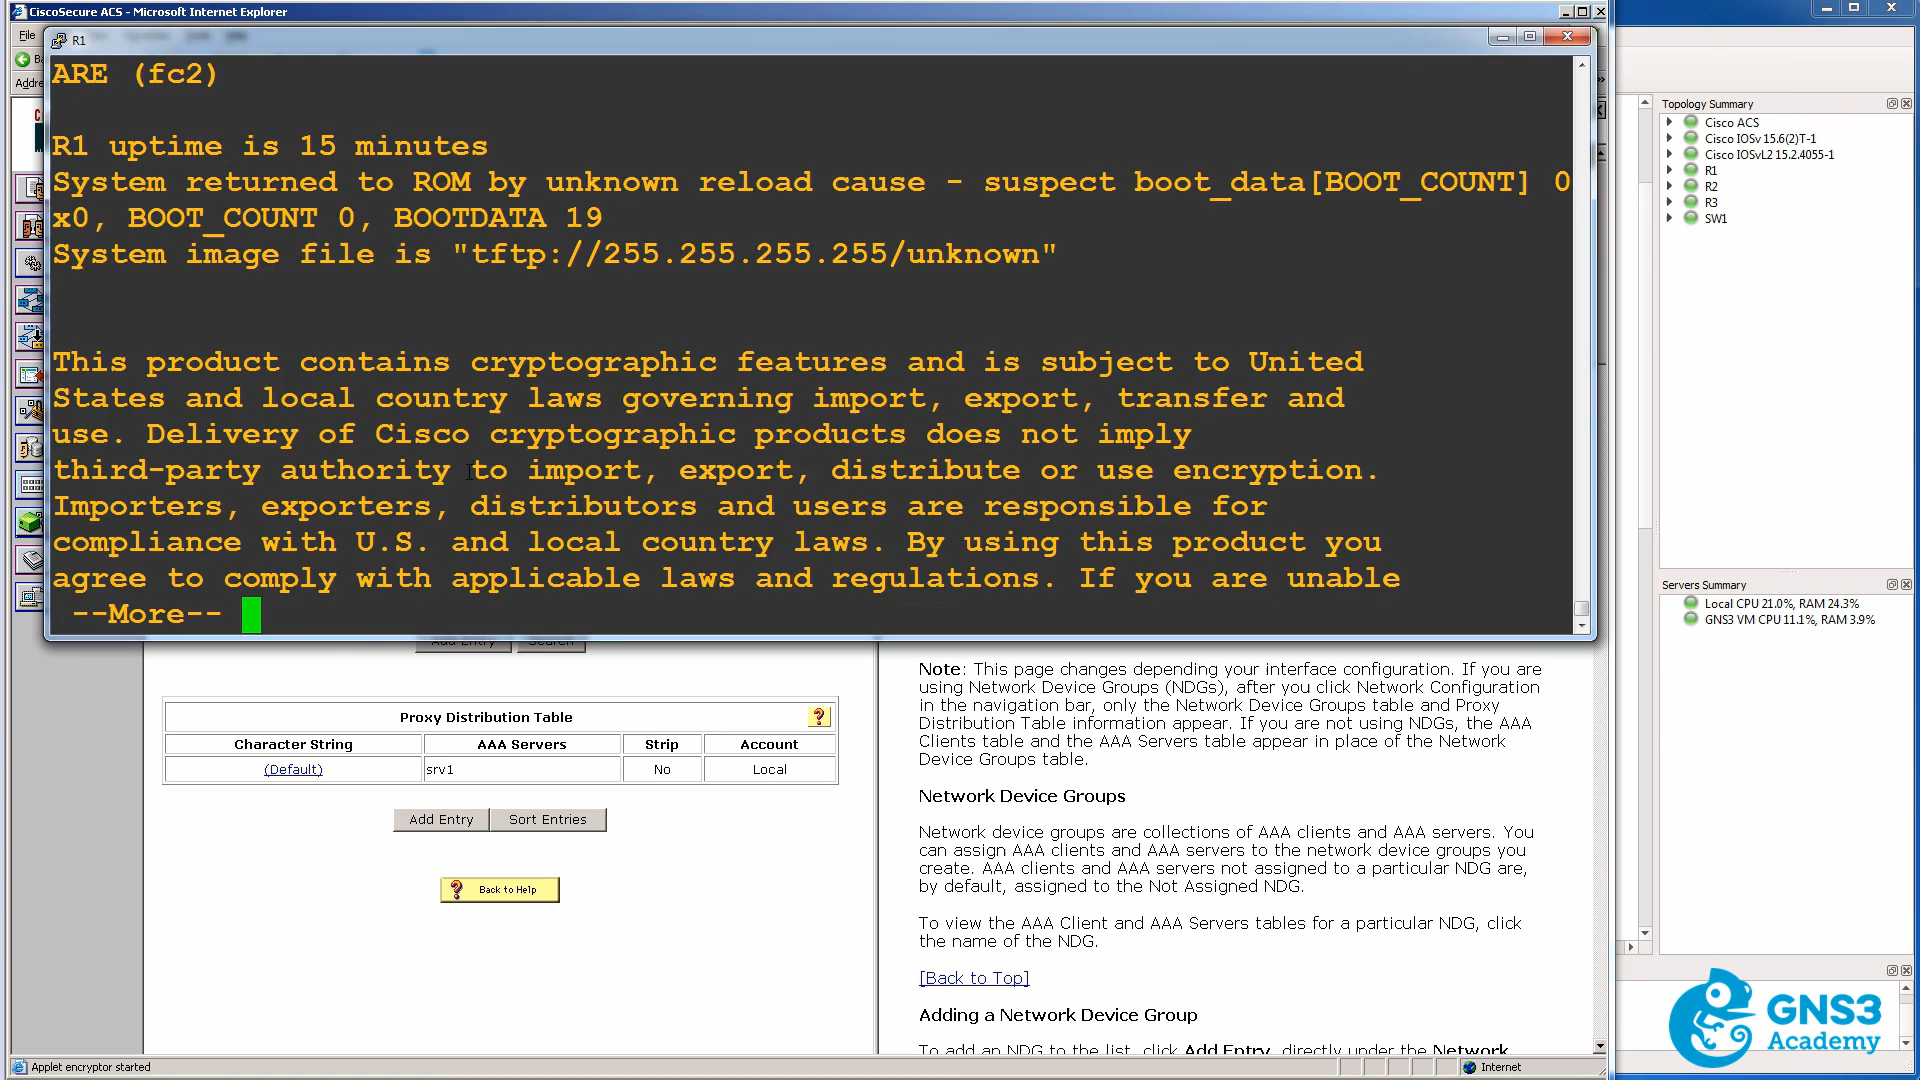 CiscoSecure ACS - Microsoft Internet Explorer
File
R1
ARE (fc2)
R1 uptime is 15 minutes
System returned to ROM by unknown reload cause - suspect boot_data[BOOT_COUNT] 0
x0, BOOT_COUNT 0, BOOTDATA 19
System image file is "tftp://255.255.255.255/unknown"
This product contains cryptographic features and is subject to United
States and local country laws governing import, export, transfer and
use. Delivery of Cisco cryptographic products does not imply
third-party authority to import, export, distribute or use encryption.
Importers, exporters, distributors and users are responsible for
compliance with U.S. and local country laws. By using this product you
agree to comply with applicable laws and regulations. If you are unable
--More--
Proxy Distribution Table
Character String AAA Servers Strip Account
(Default) srv1 No Local
Add Entry Sort Entries
Back to Help
Note: This page changes depending your interface configuration. If you are
using Network Device Groups (NDGs), after you click Network Configuration
in the navigation bar, only the Network Device Groups table and Proxy
Distribution Table information appear. If you are not using NDGs, the AAA
Clients table and the AAA Servers table appear in place of the Network
Device Groups table.
Network Device Groups
Network device groups are collections of AAA clients and AAA servers. You
can assign AAA clients and AAA servers to the network device groups you
create. AAA clients and AAA servers not assigned to a particular NDG are,
by default, assigned to the Not Assigned NDG.
To view the AAA Client and AAA Servers tables for a particular NDG, click
the name of the NDG.
[Back to Top]
Adding a Network Device Group
To add an NDG to the list, click Add Entry, directly under the Network
Applet encryptor started
Internet
Topology Summary
Cisco ACS
Cisco IOSv 15.6(2)T-1
Cisco IOSvL2 15.2.4055-1
R1
R2
R3
SW1
Servers Summary
Local CPU 21.0%, RAM 24.3%
GNS3 VM CPU 11.1%, RAM 3.9%
GNS3
Academy